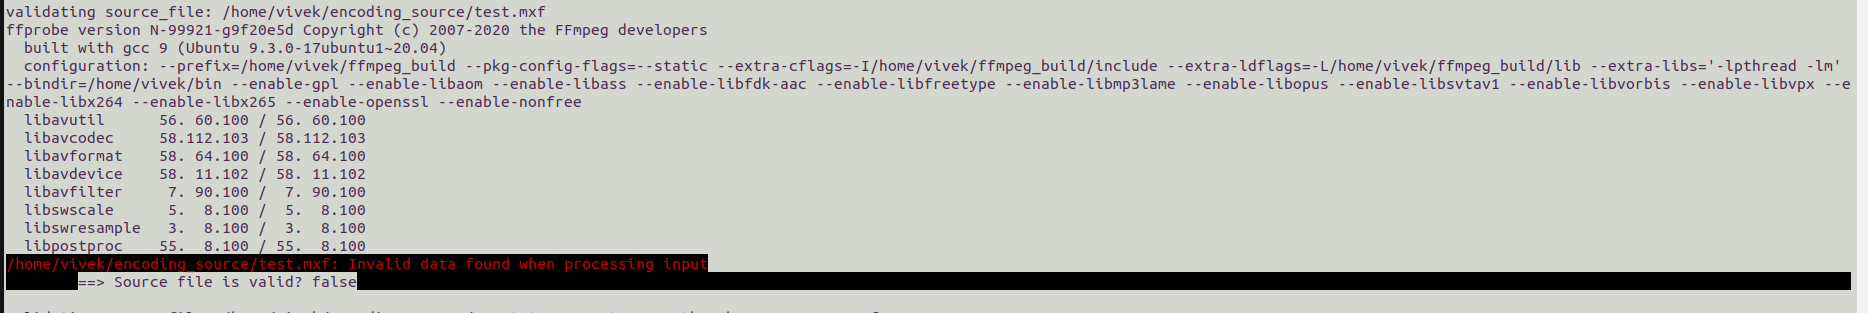 validating source_file: /home/vivek/encoding_source/test.mxf
ffprobe version N-99921-g9f20e5d Copyright (c) 2007-2020 the FFmpeg developers
  built with gcc 9 (Ubuntu 9.3.0-17ubuntu1~20.04)
  configuration: --prefix=/home/vivek/ffmpeg_build --pkg-config-flags=--static --extra-cflags=-I/home/vivek/ffmpeg_build/include --extra-ldflags=-L/home/vivek/ffmpeg_build/lib --extra-libs='-lpthread -lm'
--bindir=/home/vivek/bin --enable-gpl --enable-libaom --enable-libass --enable-libfdk-aac --enable-libfreetype --enable-libmp3lame --enable-libopus --enable-libsvtav1 --enable-libvorbis --enable-libvpx --e
nable-libx264 --enable-libx265 --enable-openssl --enable-nonfree
  libavutil      56. 60.100 / 56. 60.100
  libavcodec     58.112.103 / 58.112.103
  libavformat    58. 64.100 / 58. 64.100
  libavdevice    58. 11.102 / 58. 11.102
  libavfilter     7. 90.100 /  7. 90.100
  libswscale      5.  8.100 /  5.  8.100
  libswresample   3.  8.100 /  3.  8.100
  libpostproc    55.  8.100 / 55.  8.100
/home/vivek/encoding_source/test.mxf: Invalid data found when processing input
        ==> Source file is valid? false